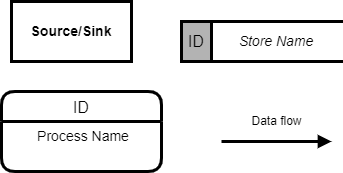 Source/Sink
ID
Store Name
ID
Process Name
Data flow